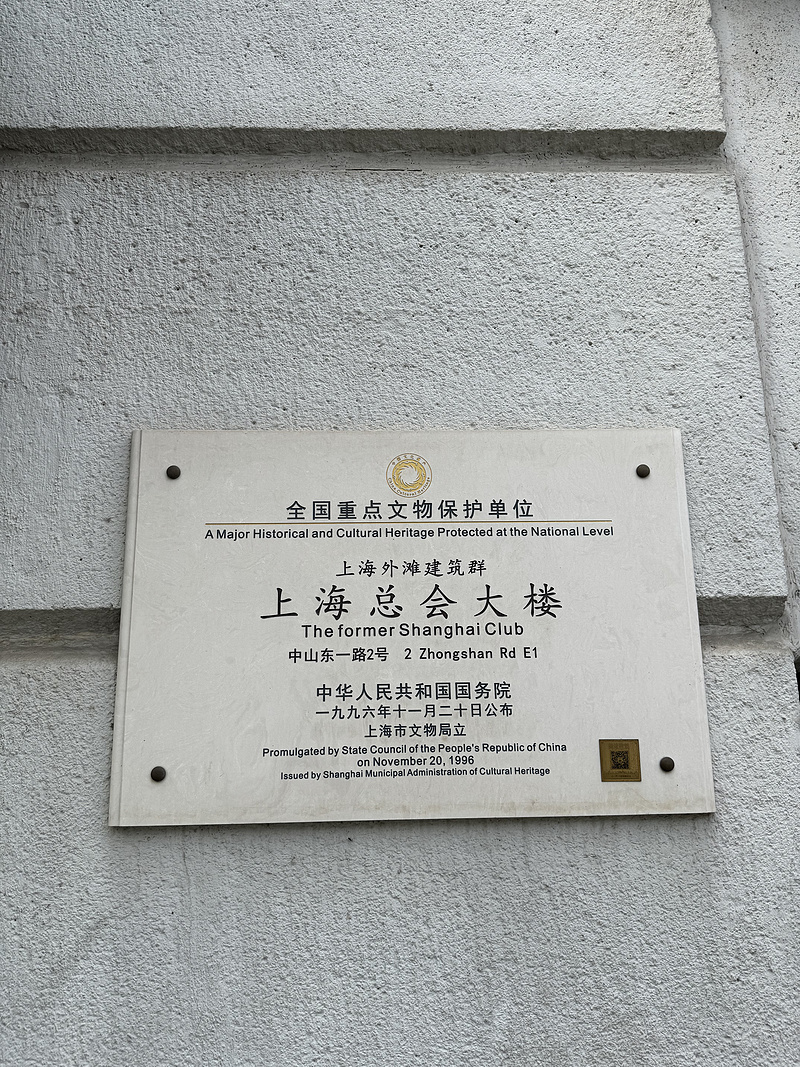 全国重点文物保护单位
A Major Historical and Cultural Heritage Protected at the National Level
上海外滩建筑群
上海总会大楼
The former Shanghai Club
中山东一路2号 2 Zhongshan Rd E1
中华人民共和国国务院
一九九六年十一月二十日公布
上海市文物局立
Promulgated by State Council of the People's Republic of China
on November 20, 1996
Issued by Shanghai Municipal Administration of Cultural Heritage